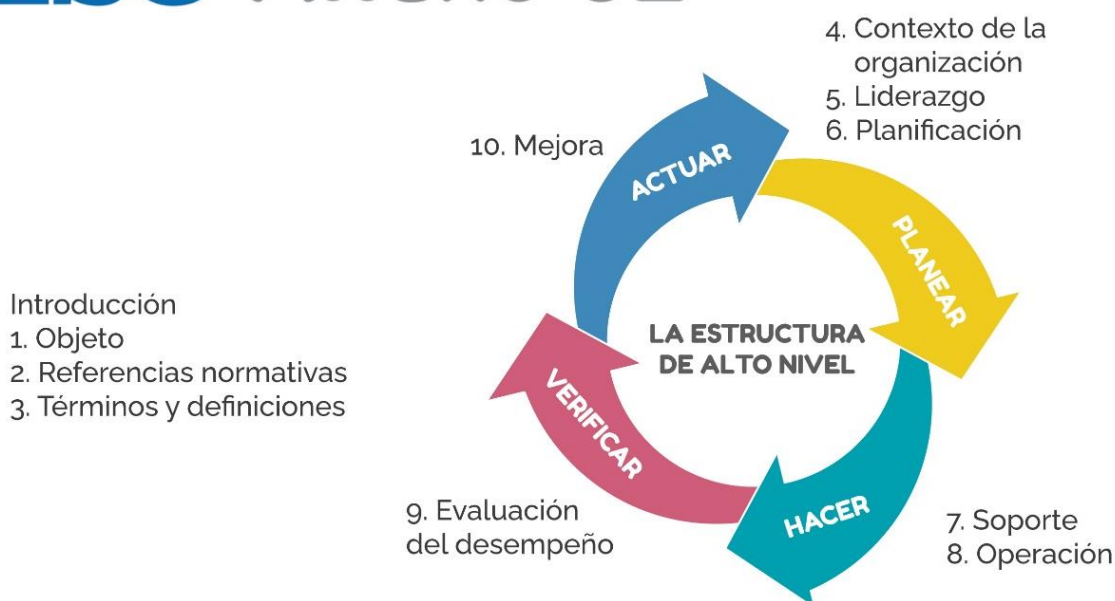 4. Contexto de la
organización
5. Liderazgo
6. Planificación
10. Mejora
ACTUAR
PLANEAR
Introducción
1. Objeto
2. Referencias normativas
3. Términos y definiciones
LA ESTRUCTURA
DE ALTO NIVEL
VERIFICAR
HACER
9. Evaluación
del desempeño
7. Soporte
8. Operación